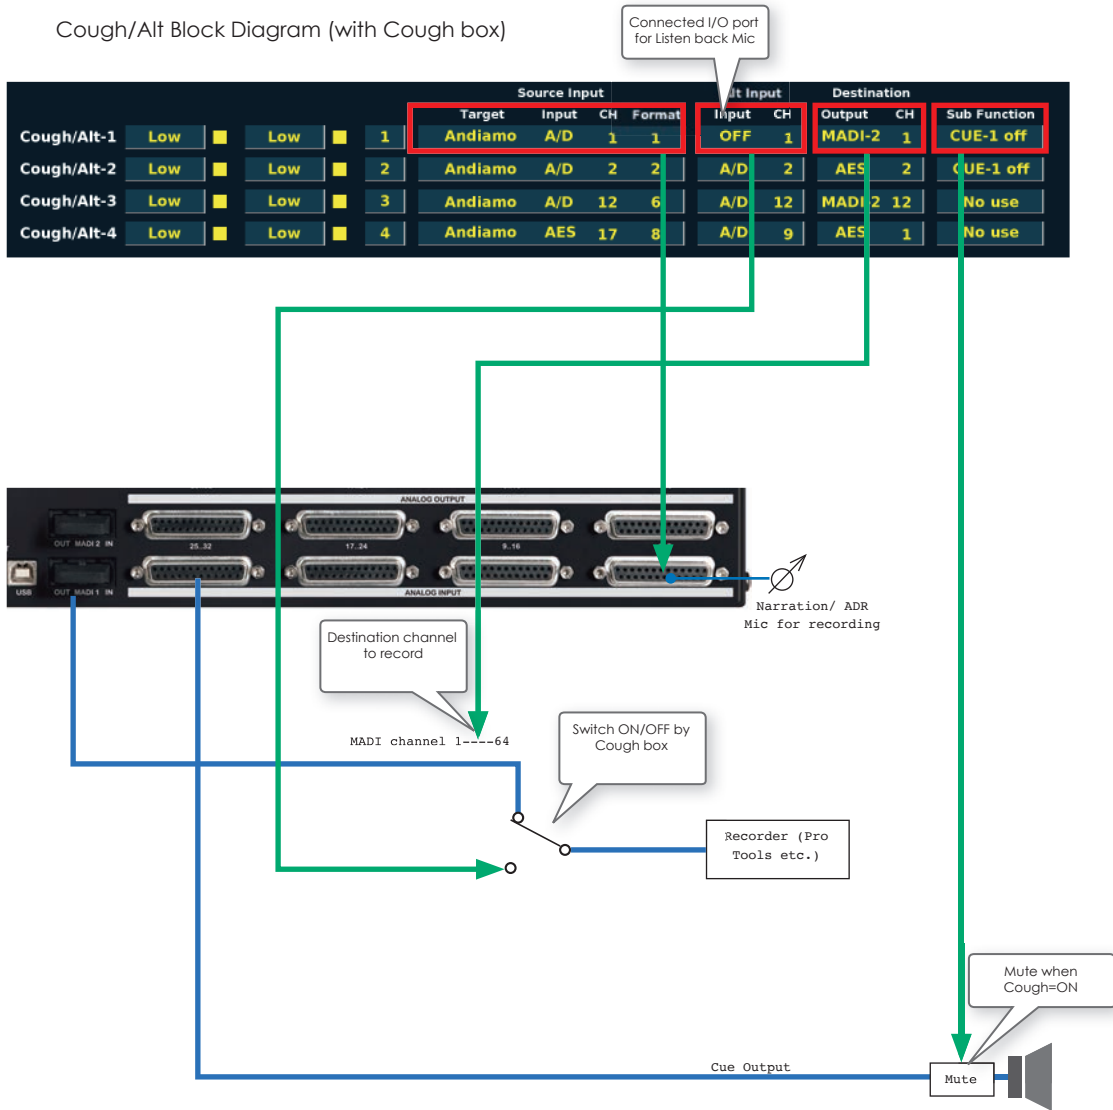 Cough/Alt Block Diagram (with Cough box)
Connected I/O port
for Listen back Mic
Source Input Input Destination
Target Input CH Format Input CH Output CH Sub Function
Cough/Alt-1 Low Low 1 Andiamo A/D 1 1 OFF 1 MADI-2 1 CUE-1 off
Cough/Alt-2 Low Low 2 Andiamo A/D 2 2 A/D 2 AES 2 CUE-1 off
Cough/Alt-3 Low Low 3 Andiamo A/D 12 6 A/D 12 MADI-2 12 No use
Cough/Alt-4 Low Low 4 Andiamo AES 17 8 A/D 9 AES 1 No use
ANALOG OUTPUT
OUT MADI 2 IN 25..32 17..24 9..16
USB OUT MADI 1 IN ANALOG INPUT
Narration/ ADR
Mic for recording
Destination channel
to record
MADI channel 1----64
Switch ON/OFF by
Cough box
Recorder (Pro
Tools etc.)
Mute when
Cough=ON
Cue Output
Mute